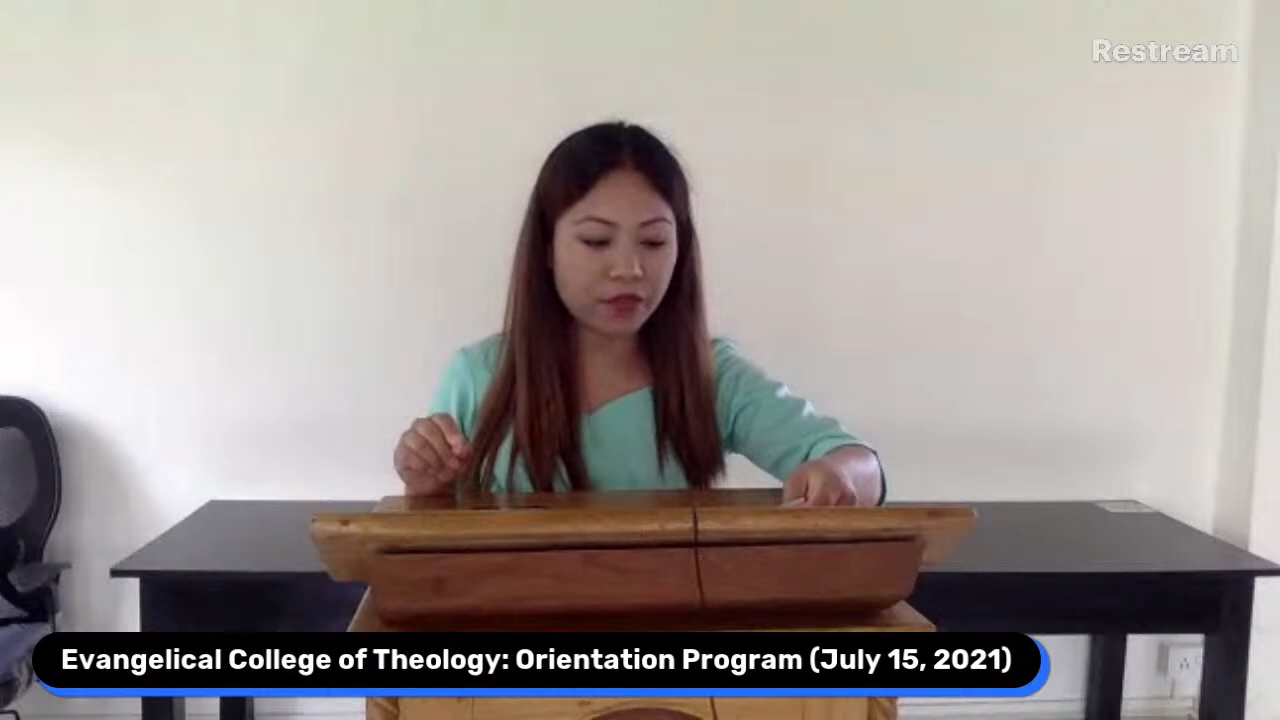 Restream
Evangelical College of Theology: Orientation Program (July 15, 2021)